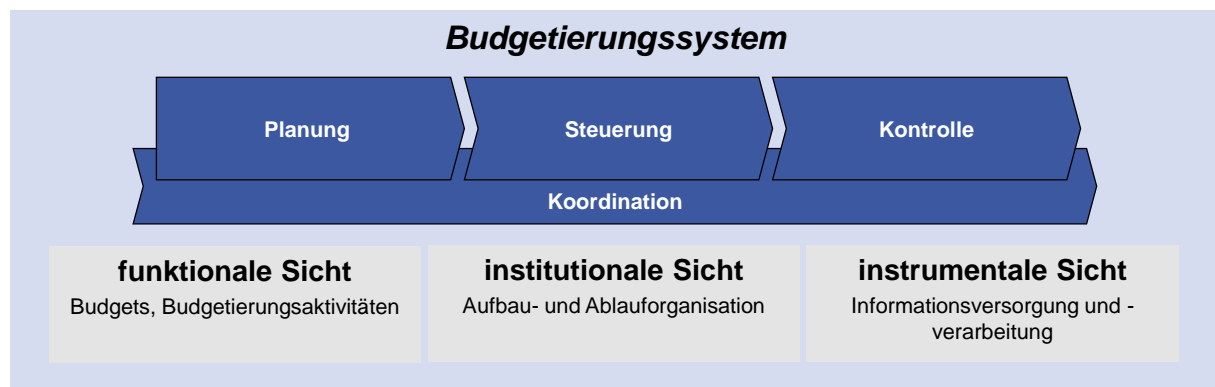 Budgetierungssystem
Planung
Steuerung
Kontrolle
Koordination
funktionale Sicht
Budgets, Budgetierungsaktivitäten
institutionale Sicht
Aufbau- und Ablauforganisation
instrumentale Sicht
Informationsversorgung und -
verarbeitung